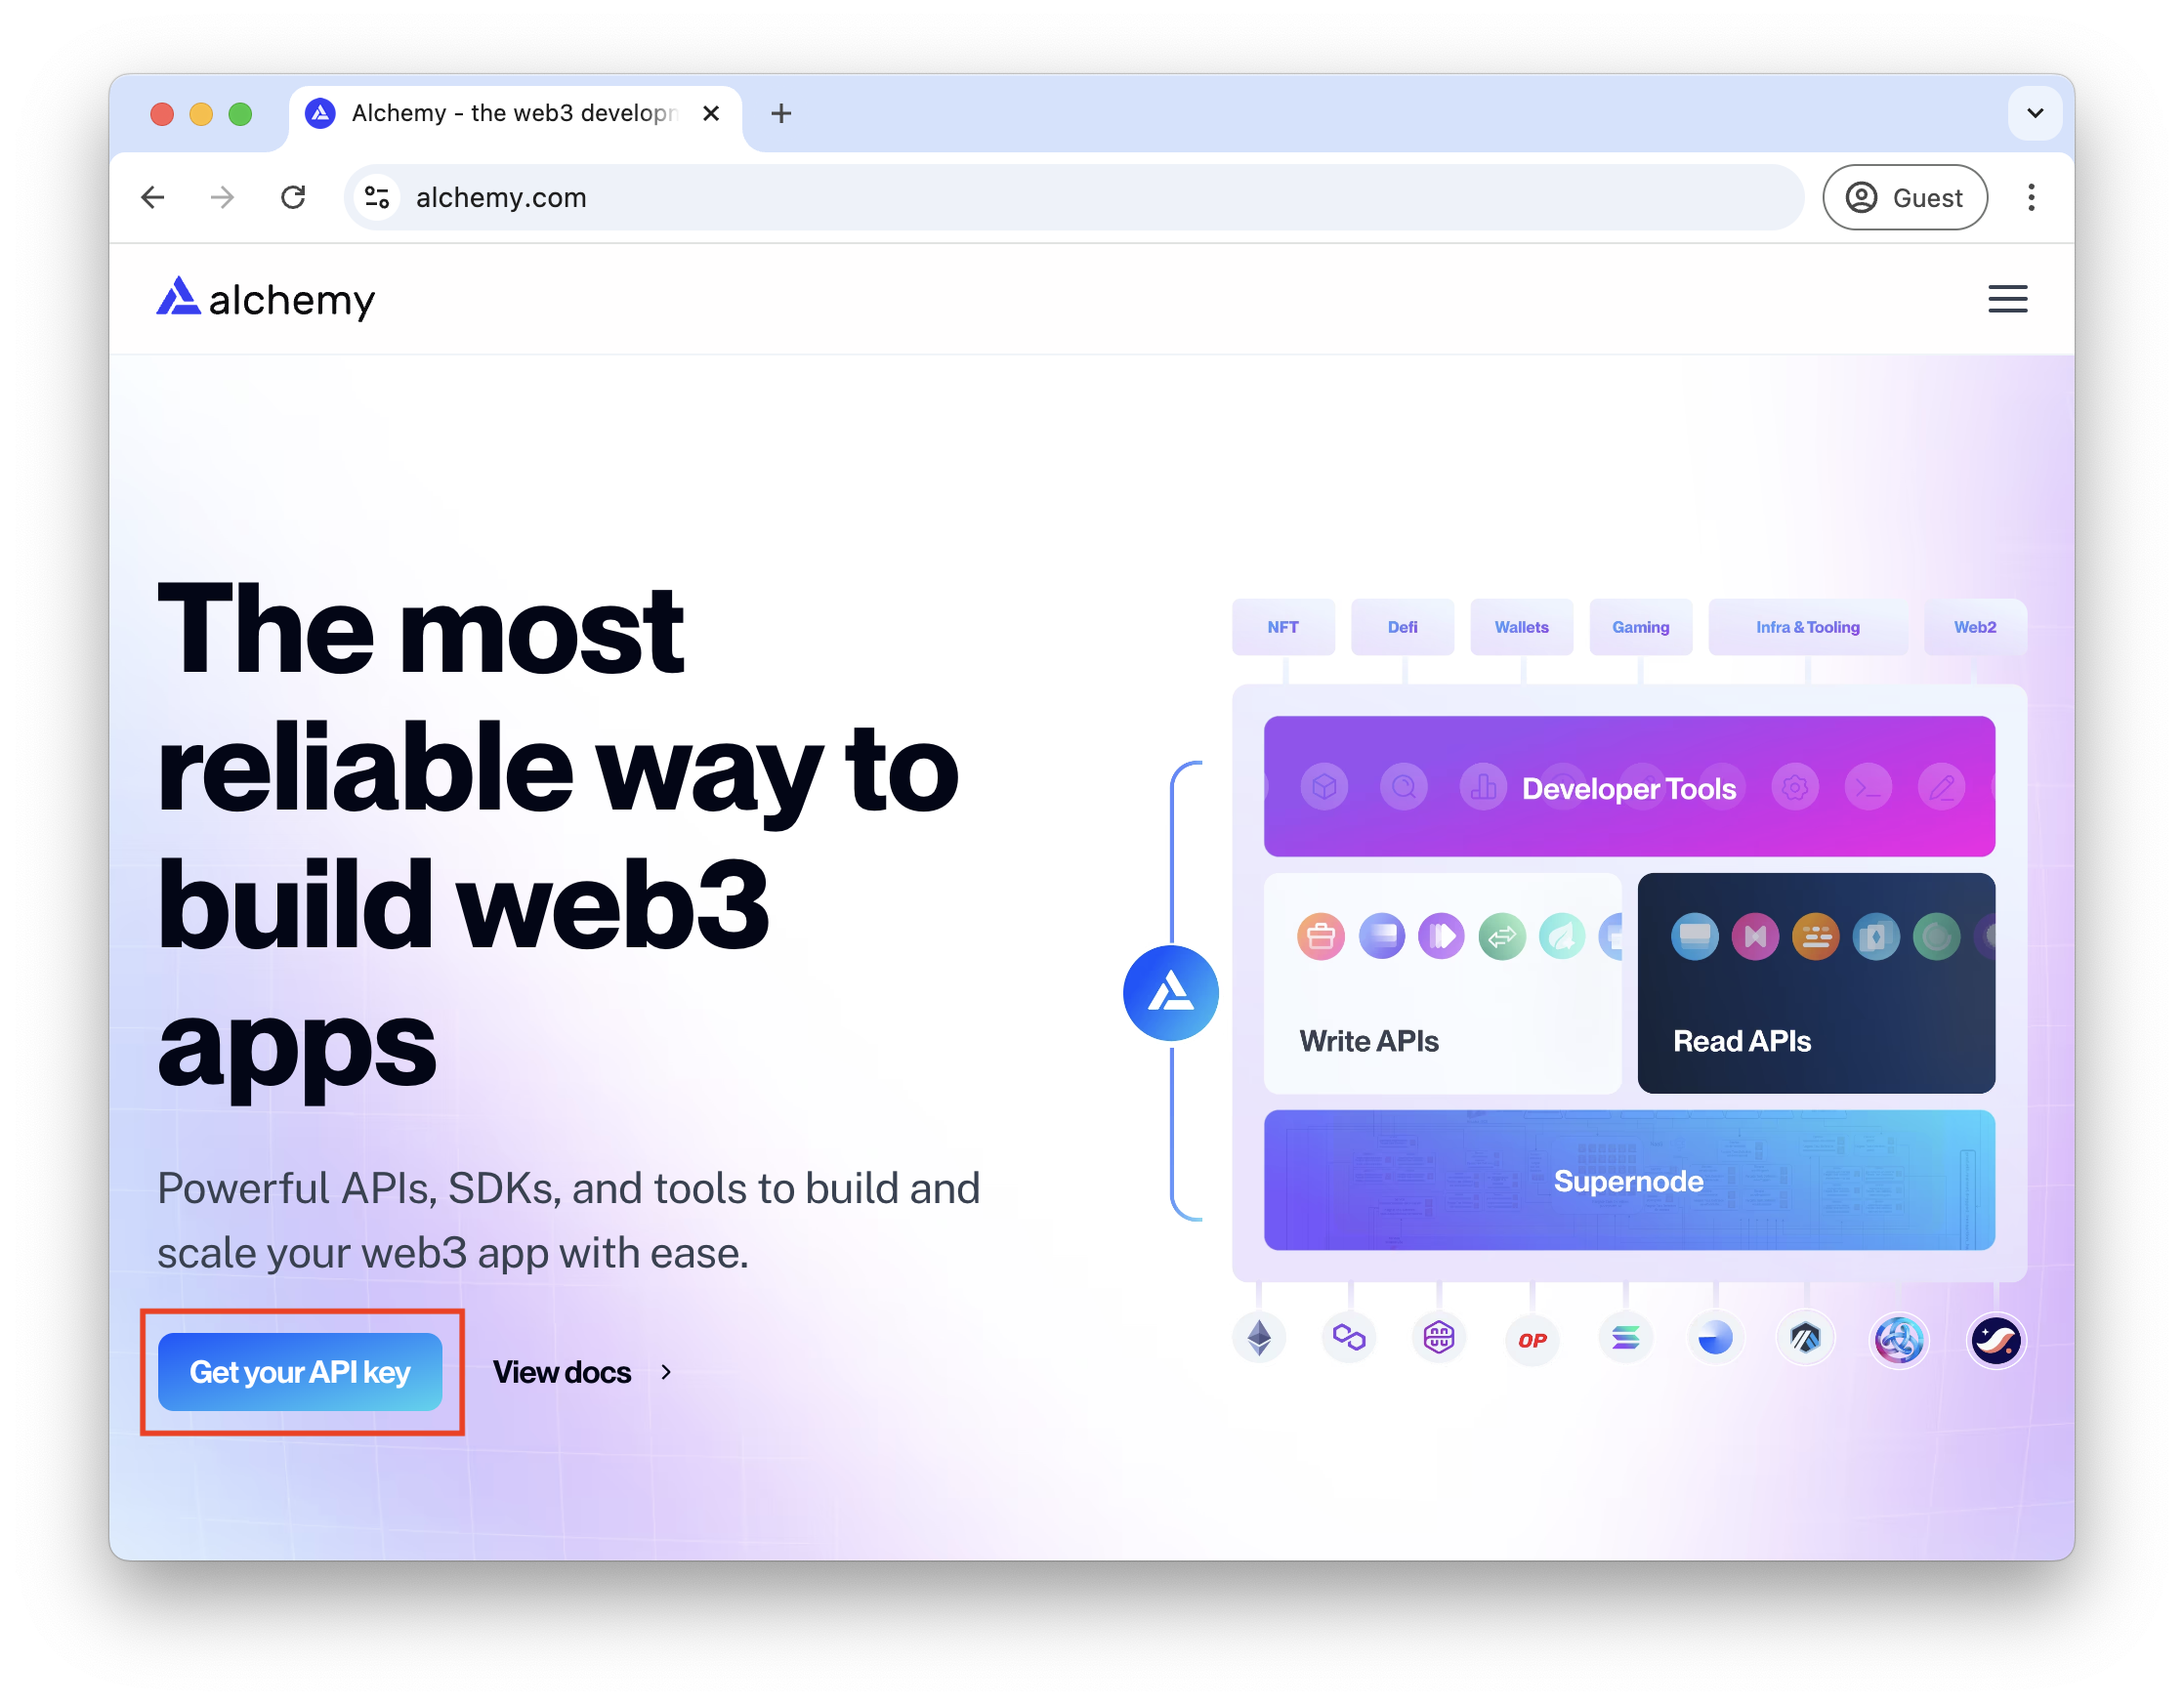 Alchemy - the web3 developm
alchemy.com
Guest
alchemy
The most
reliable way to
build web3
apps
Powerful APIs, SDKs, and tools to build and
scale your web3 app with ease.
Get your API key
View docs
NFT
Defi
Wallets
Gaming
Infra & Tooling
Web2
Developer Tools
Write APIs
Read APIs
Supernode
OP